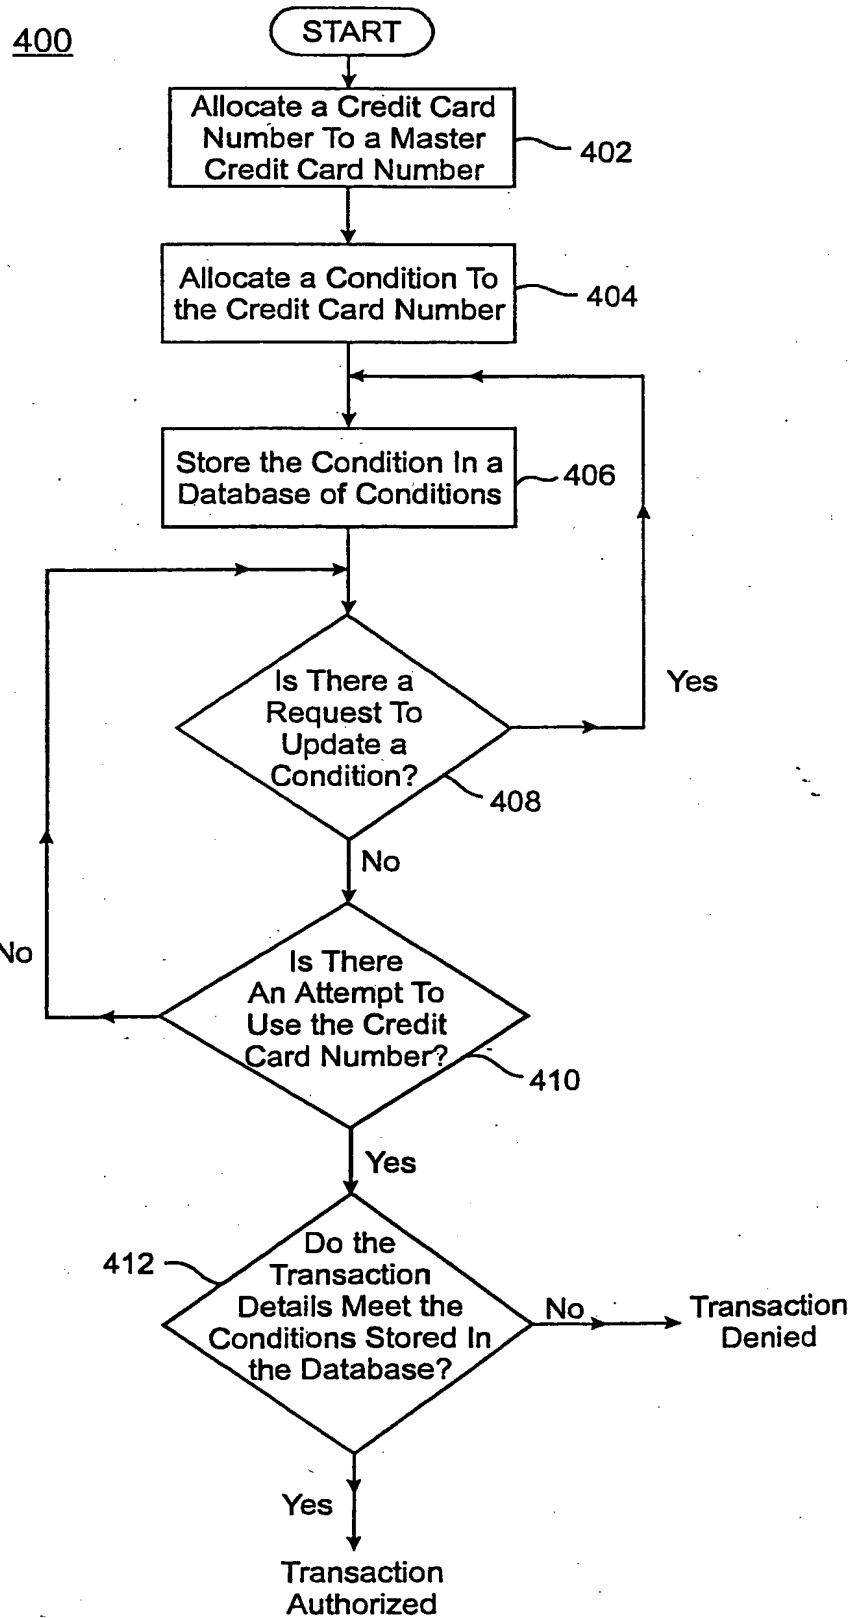 400
START
Allocate a Credit Card
Number To a Master
Credit Card Number
402
Allocate a Condition To
the Credit Card Number
404
Store the Condition In a
Database of Conditions
406
Is There a
Request To
Update a
Condition?
Yes
408
No
No
Is There
An Attempt To
Use the Credit
Card Number?
410
Yes
412
Do the
Transaction
Details Meet the
Conditions Stored In
the Database?
No
Transaction
Denied
Yes
Transaction
Authorized